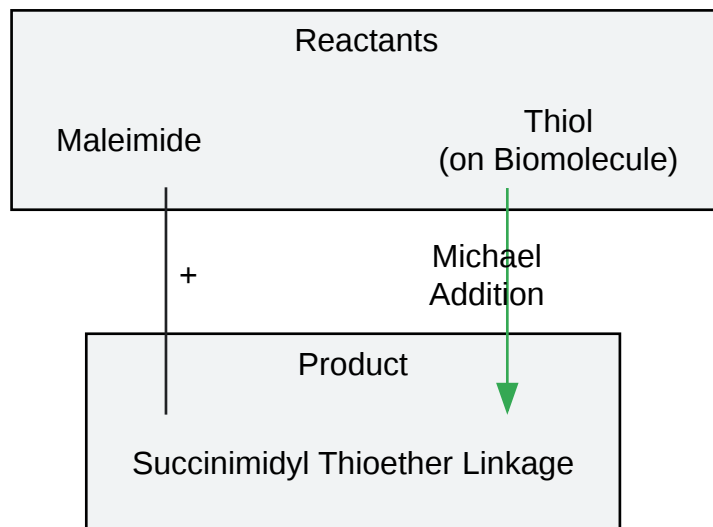 Reactants
Maleimide
Thiol
(on Biomolecule)
+
Michael
Addition
Product
Succinimidyl Thioether Linkage